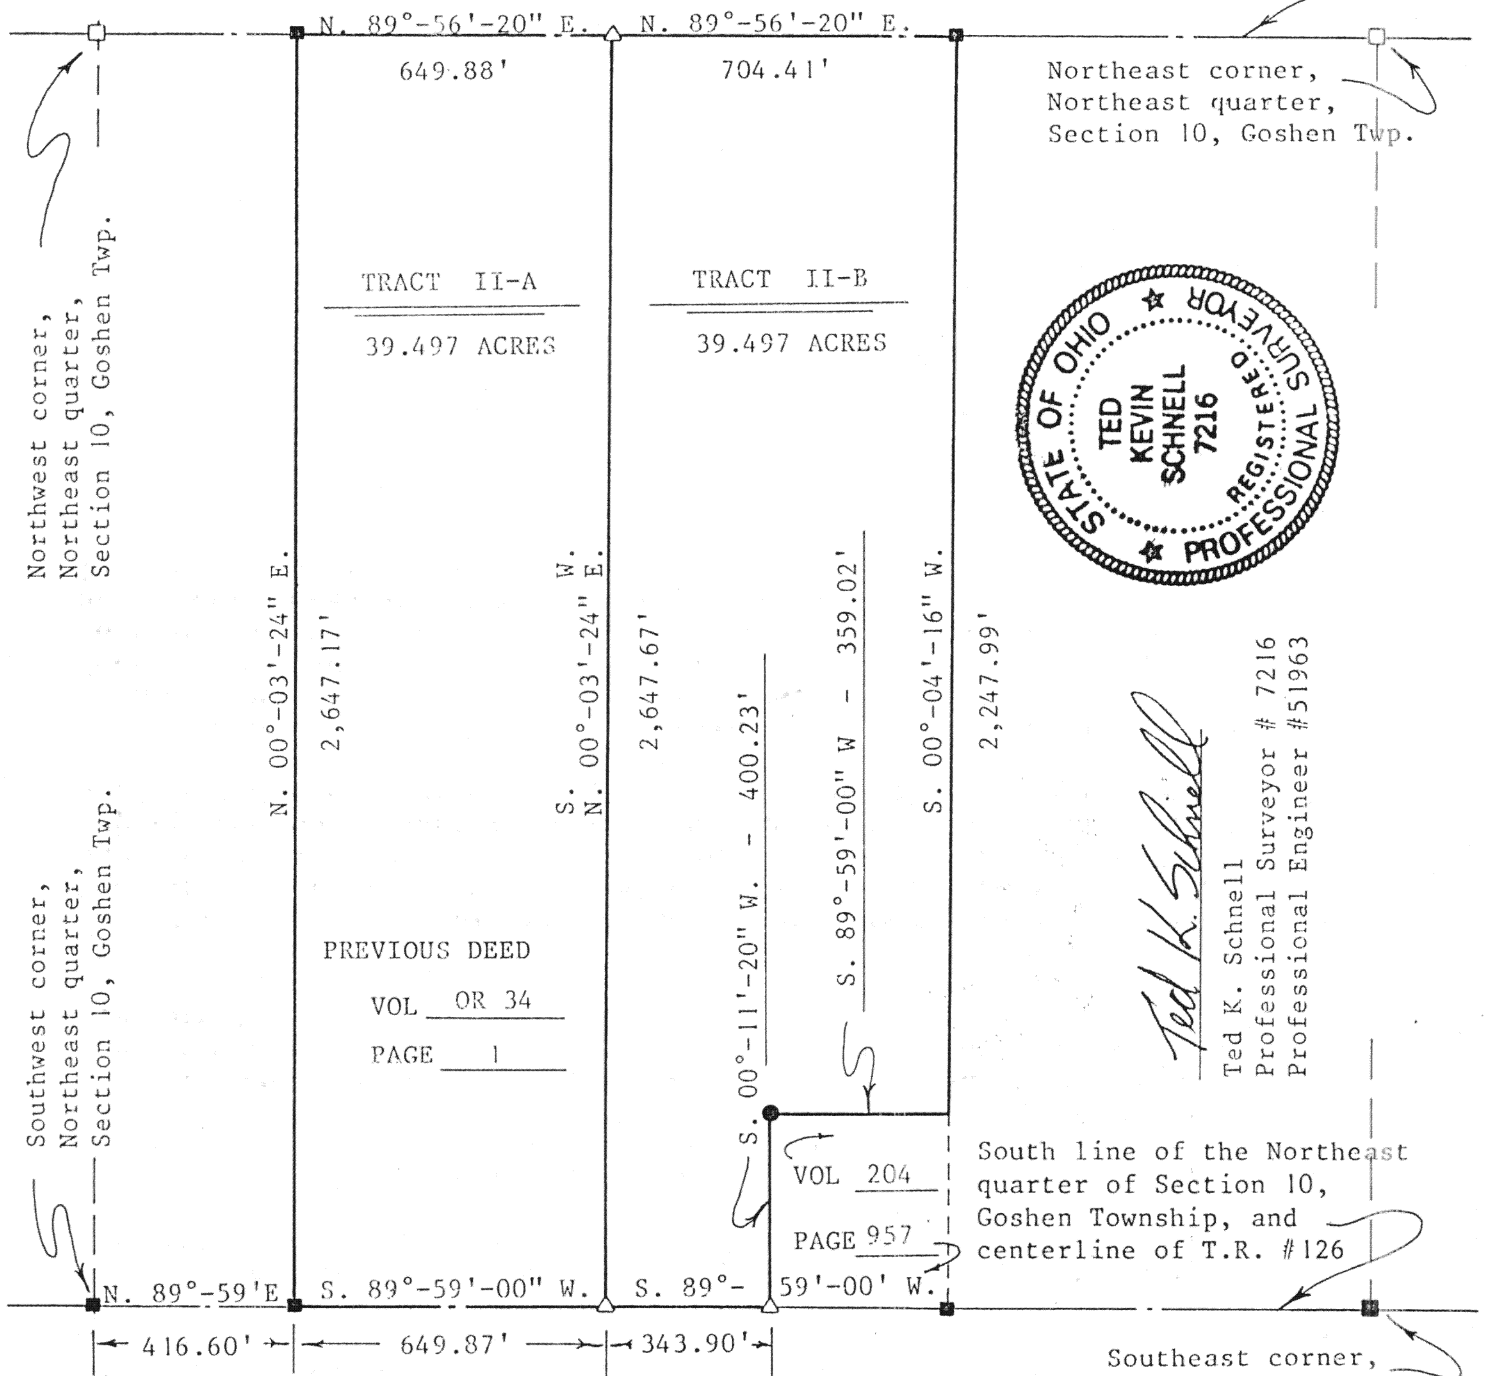 N. 89°-56'-20" E.
N. 89°-56'-20" E.
649.88'
704.41'
Northeast corner,
Northeast quarter,
Section 10, Goshen Twp.
Northwest corner,
Northeast quarter,
Section 10, Goshen Twp.
TRACT II-A
39.497 ACRES
TRACT II-B
39.497 ACRES
STATE OF OHIO
PROFESSIONAL SURVEYOR
REGISTERED
TED
KEVIN
SCHNELL
7216
N. 00°-03'-24" E.
2,647.17'
S. W.
N. 00°-03'-24" E.
2,647.67'
S. 00°-11'-20" W. - 400.23'
S. 89°-59'-00" W - 359.02'
S. 00°-04'-16" W.
2,247.99'
Ted K. Schnell
Ted K. Schnell
Professional Surveyor # 7216
Professional Engineer #51963
Southwest corner,
Northeast quarter,
Section 10, Goshen Twp.
PREVIOUS DEED
VOL OR 34
PAGE 1
VOL 204
PAGE 957
South line of the Northeast
quarter of Section 10,
Goshen Township, and
centerline of T.R. #126
N. 89°-59'E
S. 89°-59'-00" W.
S. 89°-59'-00' W.
416.60'
649.87'
343.90'
Southeast corner,